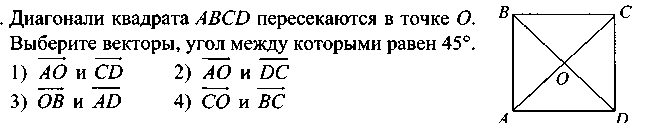 . Диагонали квадрата ABCD пересекаются в точке O.
Выберите векторы, угол между которыми равен 45°.
1) AO и CD 2) AO и DC
3) OB и AD 4) CO и BC
B C
O
A D